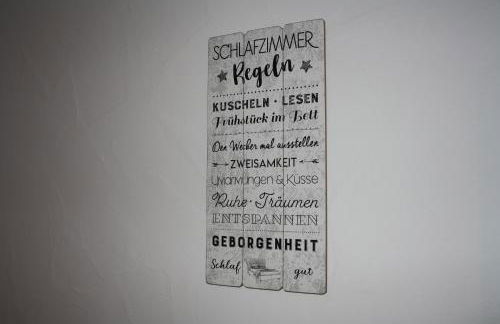 SCHLAFZIMMER
Regeln
KUSCHELN · LESEN
Frühstück im Bett
Den Wecker mal ausstellen
ZWEISAMKEIT
Umarmungen & Küsse
Ruhe · Träumen
ENTSPANNEN
GEBORGENHEIT
Schlaf gut